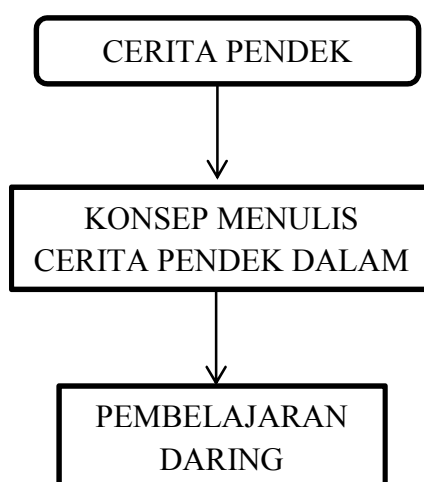 CERITA PENDEK
KONSEP MENULIS
CERITA PENDEK DALAM
PEMBELAJARAN
DARING